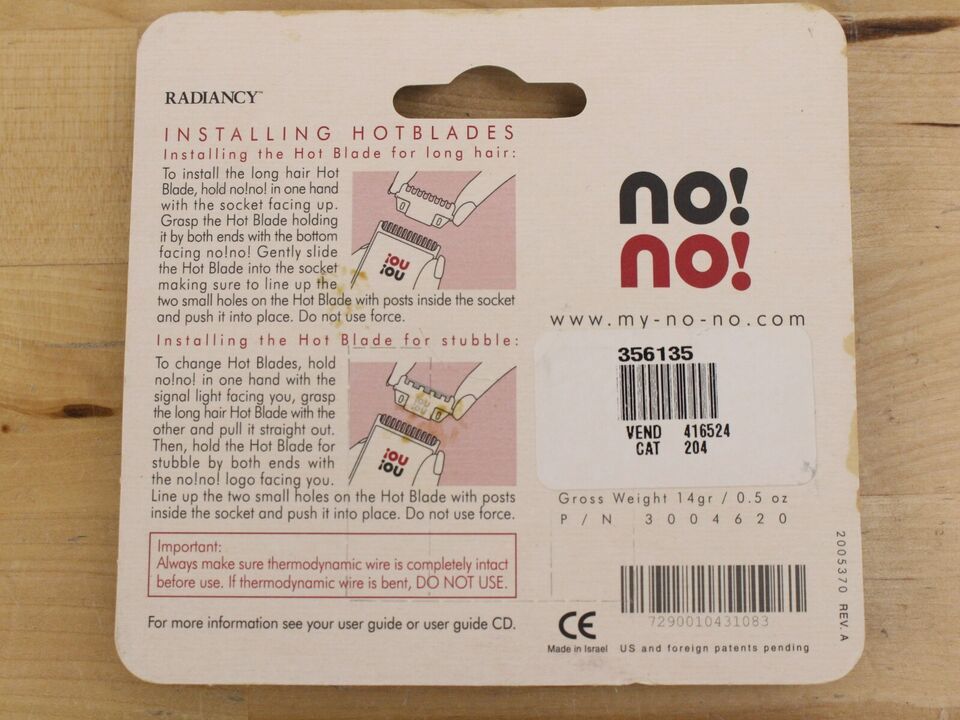 RADIANCY™
INSTALLING HOTBLADES
Installing the Hot Blade for long hair:
To install the long hair Hot
Blade, hold no!no! in one hand
with the socket facing up.
Grasp the Hot Blade holding
it by both ends with the bottom
facing no!no! Gently slide
the Hot Blade into the socket
making sure to line up the
two small holes on the Hot Blade with posts inside the socket
and push it into place. Do not use force.
no!
no!
Installing the Hot Blade for stubble:
To change Hot Blades, hold
no!no! in one hand with the
signal light facing you, grasp
the long hair Hot Blade with the
other and pull it straight out.
Then, hold the Hot Blade for
stubble by both ends with
the no!no! logo facing you.
Line up the two small holes on the Hot Blade with posts
inside the socket and push it into place. Do not use force.
no!
no!
Important:
Always make sure thermodynamic wire is completely intact
before use. If thermodynamic wire is bent, DO NOT USE.
For more information see your user guide or user guide CD.
no!
no!
www.my-no-no.com
356135
VEND 416524
CAT 204
Gross Weight 14gr / 0.5 oz
P/N 3004620
7290010431083
CE
Made in Israel
US and foreign patents pending
2005370 REV. A